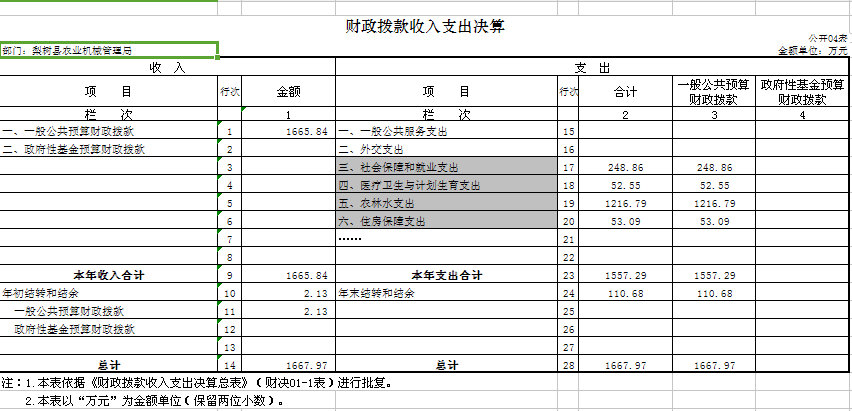 财政拨款收入支出决算
公开04表
部门：梨树县农业机械管理局 金额单位：万元
收 入 支 出
项 目 行次 金额 项 目 行次 合计 一般公共预算财政拨款 政府性基金预算财政拨款
栏 次 1 栏 次 2 3 4
一、一般公共预算财政拨款 1 1665.84 一、一般公共服务支出 15
二、政府性基金预算财政拨款 2 二、外交支出 16
3 三、社会保障和就业支出 17 248.86 248.86
4 四、医疗卫生与计划生育支出 18 52.55 52.55
5 五、农林水支出 19 1216.79 1216.79
6 六、住房保障支出 20 53.09 53.09
7 …… 21
8 22
本年收入合计 9 1665.84 本年支出合计 23 1557.29 1557.29
年初结转和结余 10 2.13 年末结转和结余 24 110.68 110.68
一般公共预算财政拨款 11 2.13 25
政府性基金预算财政拨款 12 26
13 27
总计 14 1667.97 总计 28 1667.97 1667.97
注：1.本表依据《财政拨款收入支出决算总表》（财决01-1表）进行批复。
2.本表以“万元”为金额单位（保留两位小数）。